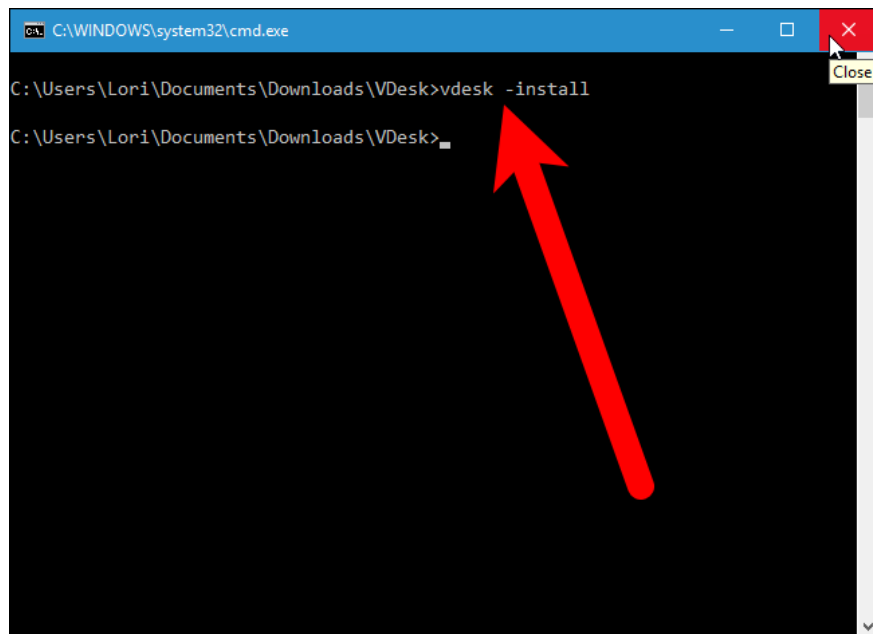 C:\WINDOWS\system32\cmd.exe
Close
C:\Users\Lori\Documents\Downloads\VDesk>vdesk -install
C:\Users\Lori\Documents\Downloads\VDesk>